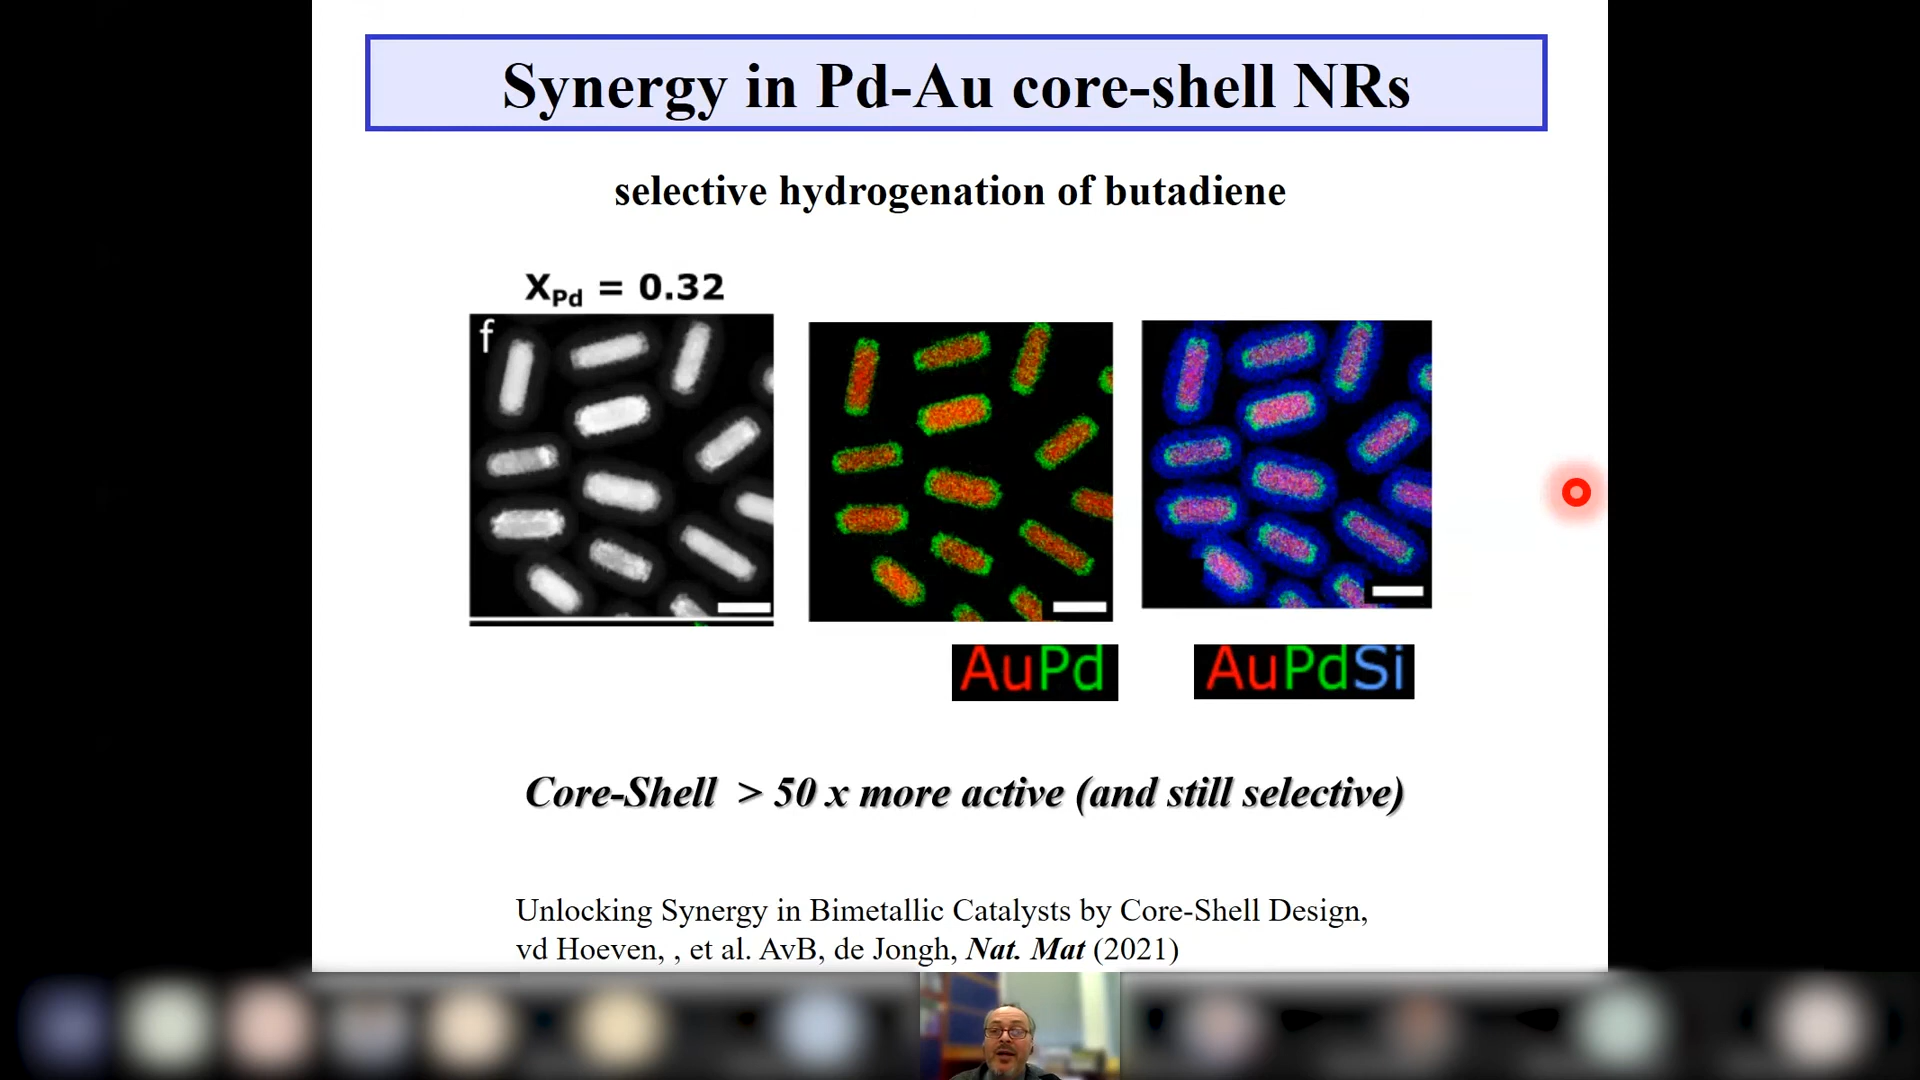 Synergy in Pd-Au core-shell NRs
selective hydrogenation of butadiene
XPd = 0.32
f
AuPd
AuPdSi
Core-Shell > 50 x more active (and still selective)
Unlocking Synergy in Bimetallic Catalysts by Core-Shell Design,
vd Hoeven, , et al. AvB, de Jongh, Nat. Mat (2021)